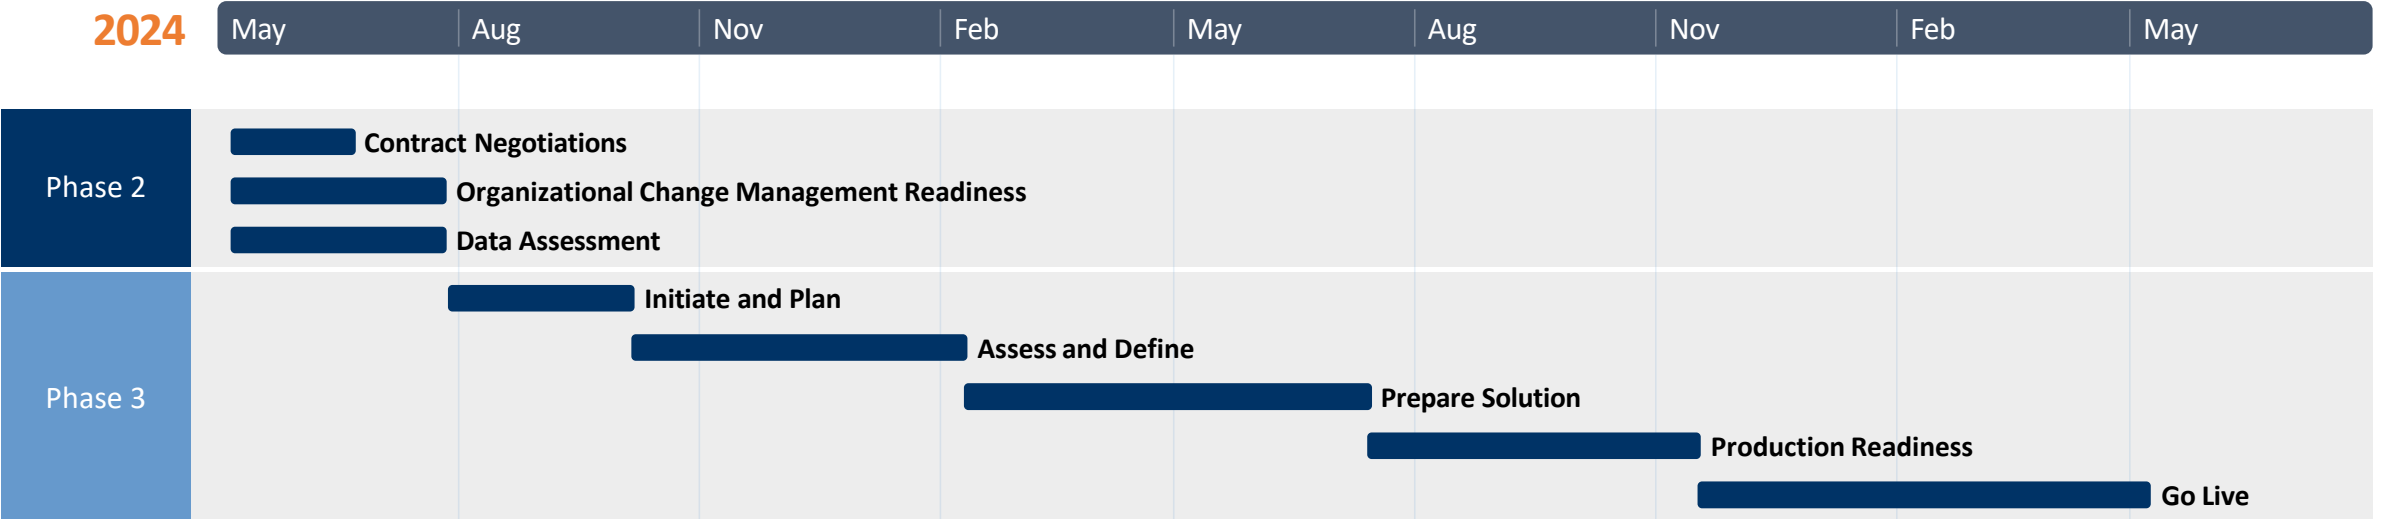 2024 May Aug Nov Feb May Aug Nov Feb May
Contract Negotiations
Phase 2
Organizational Change Management Readiness
Data Assessment
Initiate and Plan
Assess and Define
Phase 3
Prepare Solution
Production Readiness
Go Live